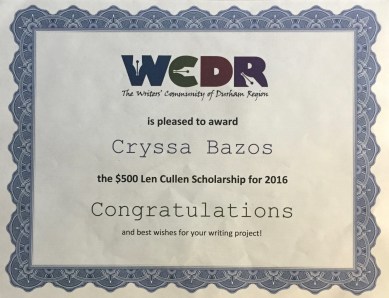 WCDR
The Writers' Community of Durham Region
is pleased to award
Cryssa Bazos
the $500 Len Cullen Scholarship for 2016
Congratulations
and best wishes for your writing project!